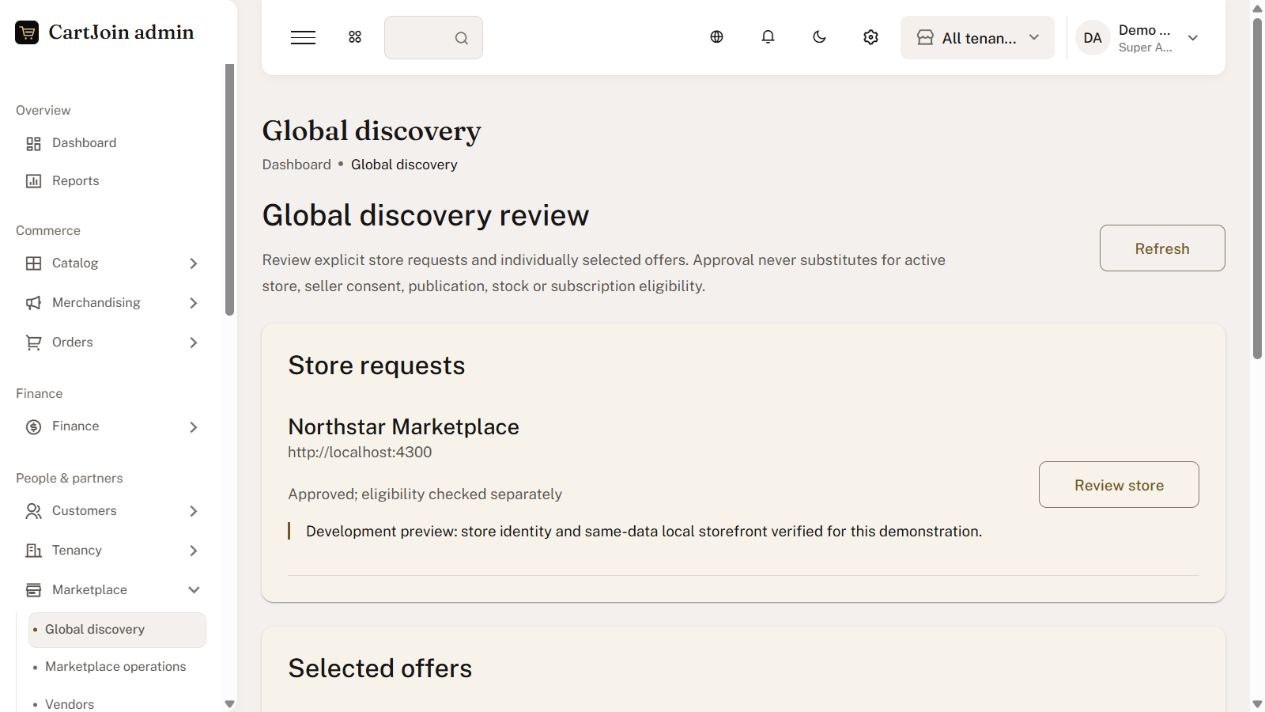 CartJoin admin
All tenan...
DA
Demo ...
Super A...
Overview
Dashboard
Reports
Commerce
Catalog
Merchandising
Orders
Finance
Finance
People & partners
Customers
Tenancy
Marketplace
Global discovery
Marketplace operations
Vendors
Global discovery
Dashboard • Global discovery
Global discovery review
Review explicit store requests and individually selected offers. Approval never substitutes for active
store, seller consent, publication, stock or subscription eligibility.
Refresh
Store requests
Northstar Marketplace
http://localhost:4300
Approved; eligibility checked separately
Development preview: store identity and same-data local storefront verified for this demonstration.
Review store
Selected offers